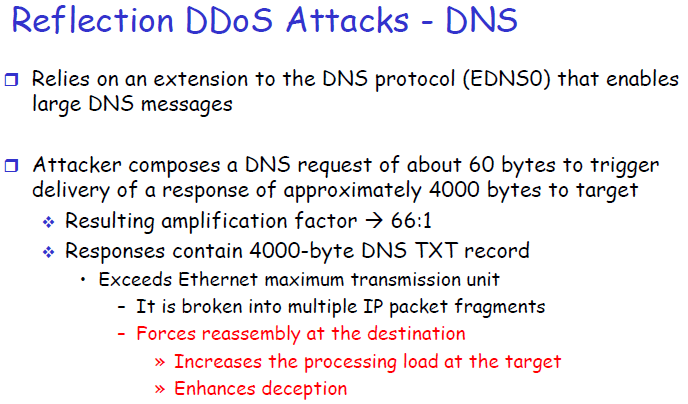 Reflection DDoS Attacks - DNS
❒ Relies on an extension to the DNS protocol (EDNS0) that enables
large DNS messages
❒ Attacker composes a DNS request of about 60 bytes to trigger
delivery of a response of approximately 4000 bytes to target
❖ Resulting amplification factor → 66:1
❖ Responses contain 4000-byte DNS TXT record
• Exceeds Ethernet maximum transmission unit
– It is broken into multiple IP packet fragments
– Forces reassembly at the destination
» Increases the processing load at the target
» Enhances deception